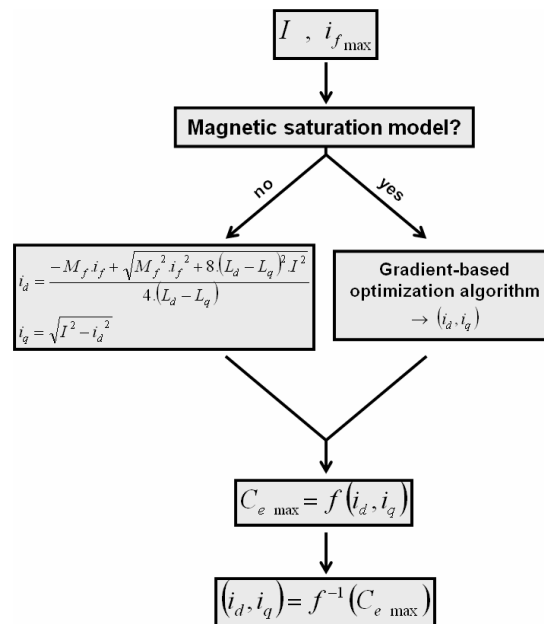 I , i_f max
Magnetic saturation model?
no
yes
i_d = (-M_f.i_f + √(M_f².i_f² + 8.(L_d - L_q)².I²)) / (4.(L_d - L_q))
i_q = √(I² - i_d²)
Gradient-based
optimization algorithm
→ (i_d, i_q)
C_e max = f(i_d, i_q)
(i_d, i_q) = f⁻¹(C_e max)